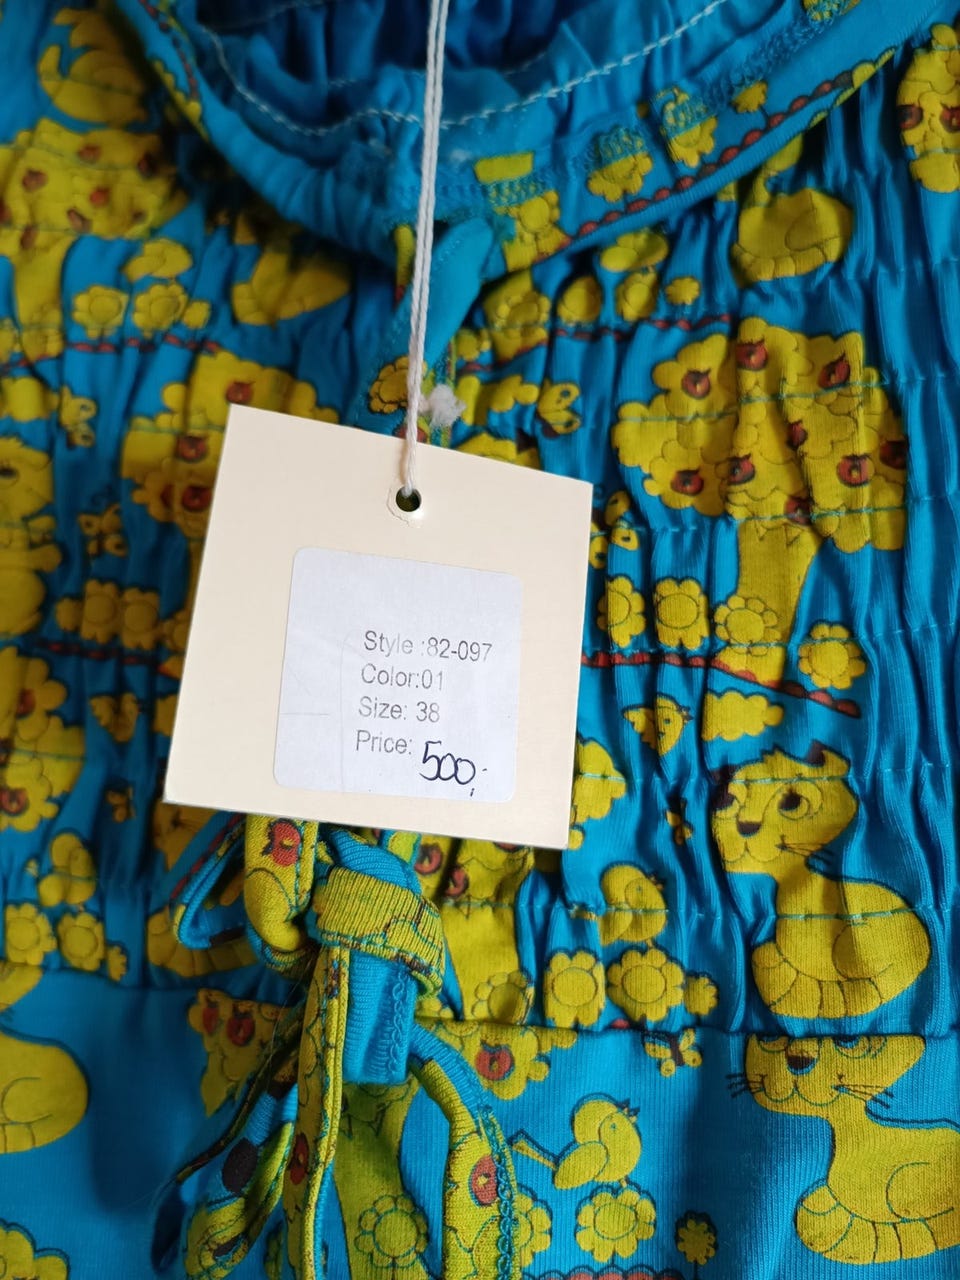 Style :82-097
Color:01
Size: 38
Price: 500,-